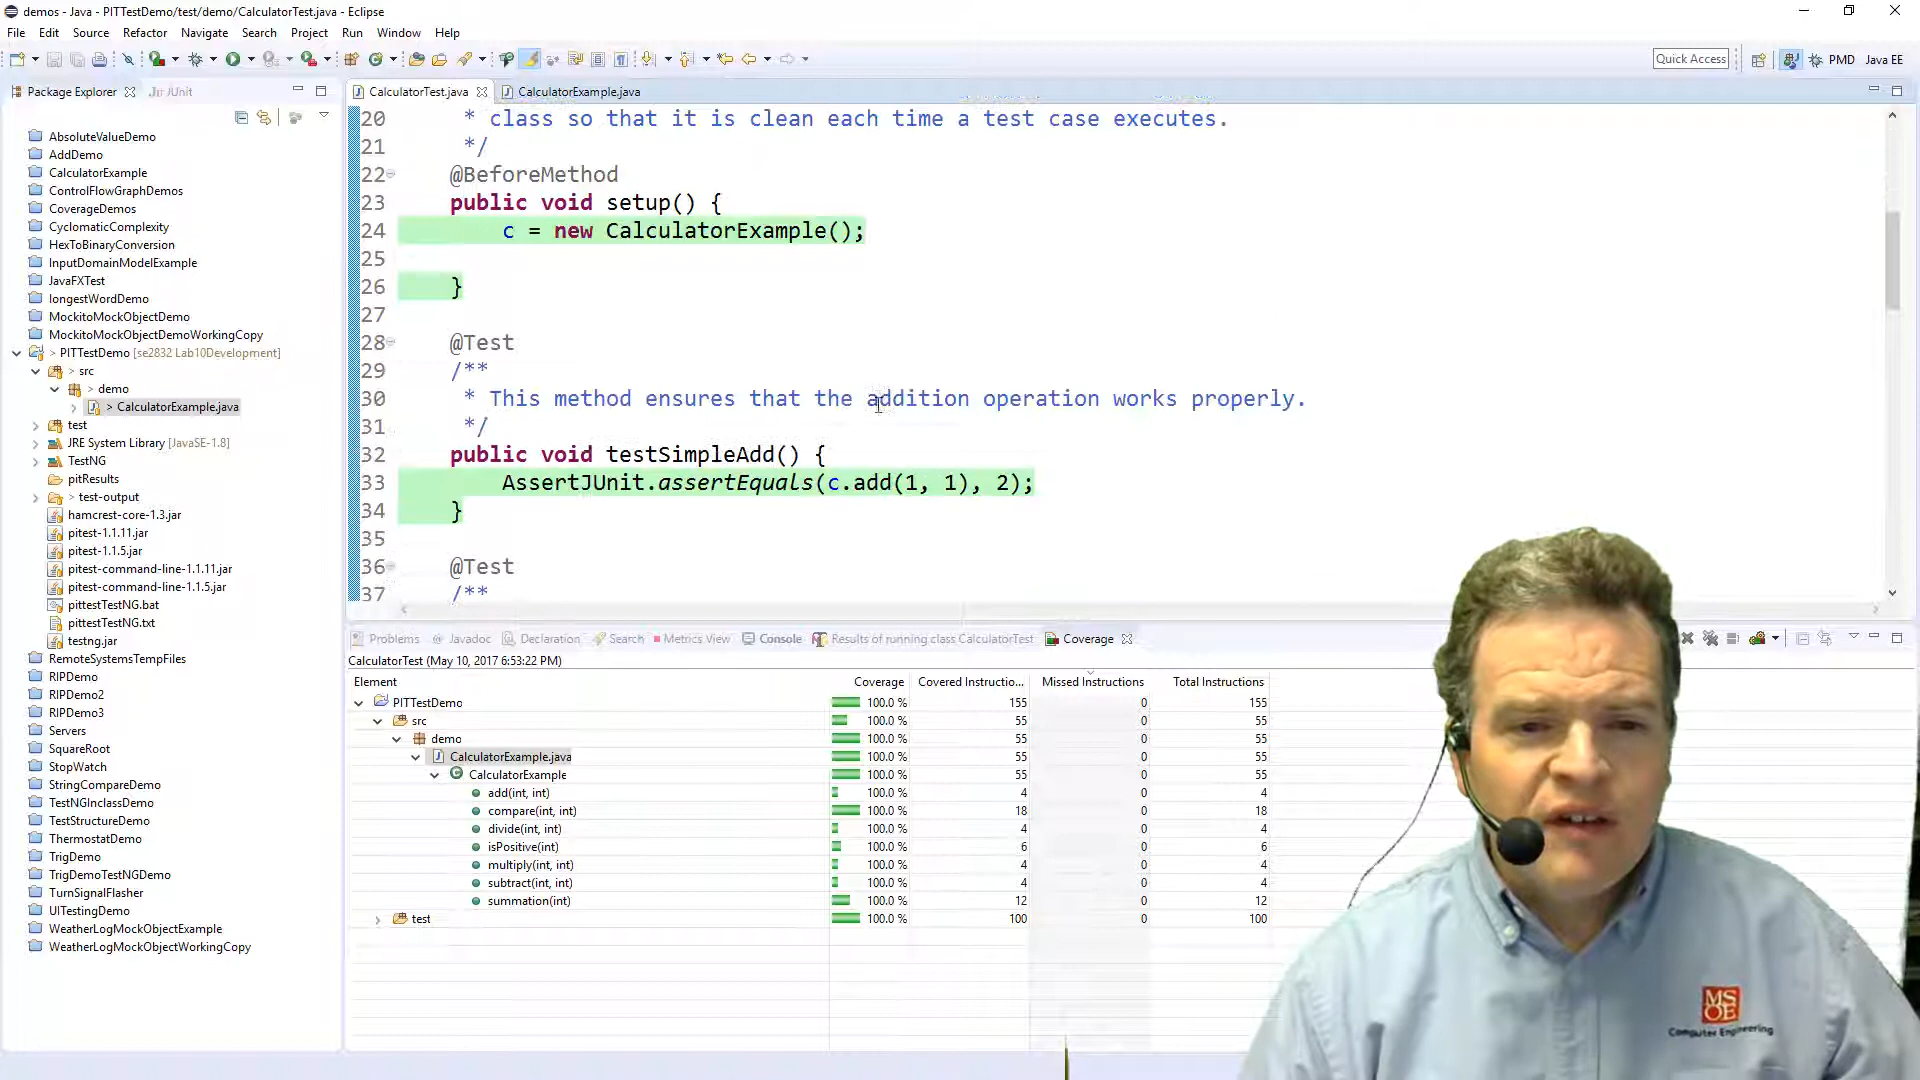 demos - Java - PITTestDemo/test/demo/CalculatorTest.java - Eclipse
File Edit Source Refactor Navigate Search Project Run Window Help
Quick Access PMD Java EE
Package Explorer JUnit
AbsoluteValueDemo
AddDemo
CalculatorExample
ControlFlowGraphDemos
CoverageDemos
CyclomaticComplexity
HexToBinaryConversion
InputDomainModelExample
JavaFXTest
longestWordDemo
MockitoMockObjectDemo
MockitoMockObjectDemoWorkingCopy
> PITTestDemo [se2832 Lab10Development]
> src
> demo
> CalculatorExample.java
test
JRE System Library [JavaSE-1.8]
TestNG
pitResults
> test-output
hamcrest-core-1.3.jar
pitest-1.1.11.jar
pitest-1.1.5.jar
pitest-command-line-1.1.11.jar
pitest-command-line-1.1.5.jar
pittestTestNG.bat
pittestTestNG.txt
testng.jar
RemoteSystemsTempFiles
RIPDemo
RIPDemo2
RIPDemo3
Servers
SquareRoot
StopWatch
StringCompareDemo
TestNGInclassDemo
TestStructureDemo
ThermostatDemo
TrigDemo
TrigDemoTestNGDemo
TurnSignalFlasher
UITestingDemo
WeatherLogMockObjectExample
WeatherLogMockObjectWorkingCopy
CalculatorTest.java CalculatorExample.java
20 * class so that it is clean each time a test case executes.
21 */
22 @BeforeMethod
23 public void setup() {
24 c = new CalculatorExample();
25
26 }
27
28 @Test
29 /**
30 * This method ensures that the addition operation works properly.
31 */
32 public void testSimpleAdd() {
33 AssertJUnit.assertEquals(c.add(1, 1), 2);
34 }
35
36 @Test
37 /**
Problems Javadoc Declaration Search Metrics View Console Results of running class CalculatorTest Coverage
CalculatorTest (May 10, 2017 6:53:22 PM)
Element Coverage Covered Instructio... Missed Instructions Total Instructions
PITTestDemo 100.0 % 155 0 155
src 100.0 % 55 0 55
demo 100.0 % 55 0 55
CalculatorExample.java 100.0 % 55 0 55
CalculatorExample 100.0 % 55 0 55
add(int, int) 100.0 % 4 0 4
compare(int, int) 100.0 % 18 0 18
divide(int, int) 100.0 % 4 0 4
isPositive(int) 100.0 % 6 0 6
multiply(int, int) 100.0 % 4 0 4
subtract(int, int) 100.0 % 4 0 4
summation(int) 100.0 % 12 0 12
test 100.0 % 100 0 100
MS
OE
Computer Engineering